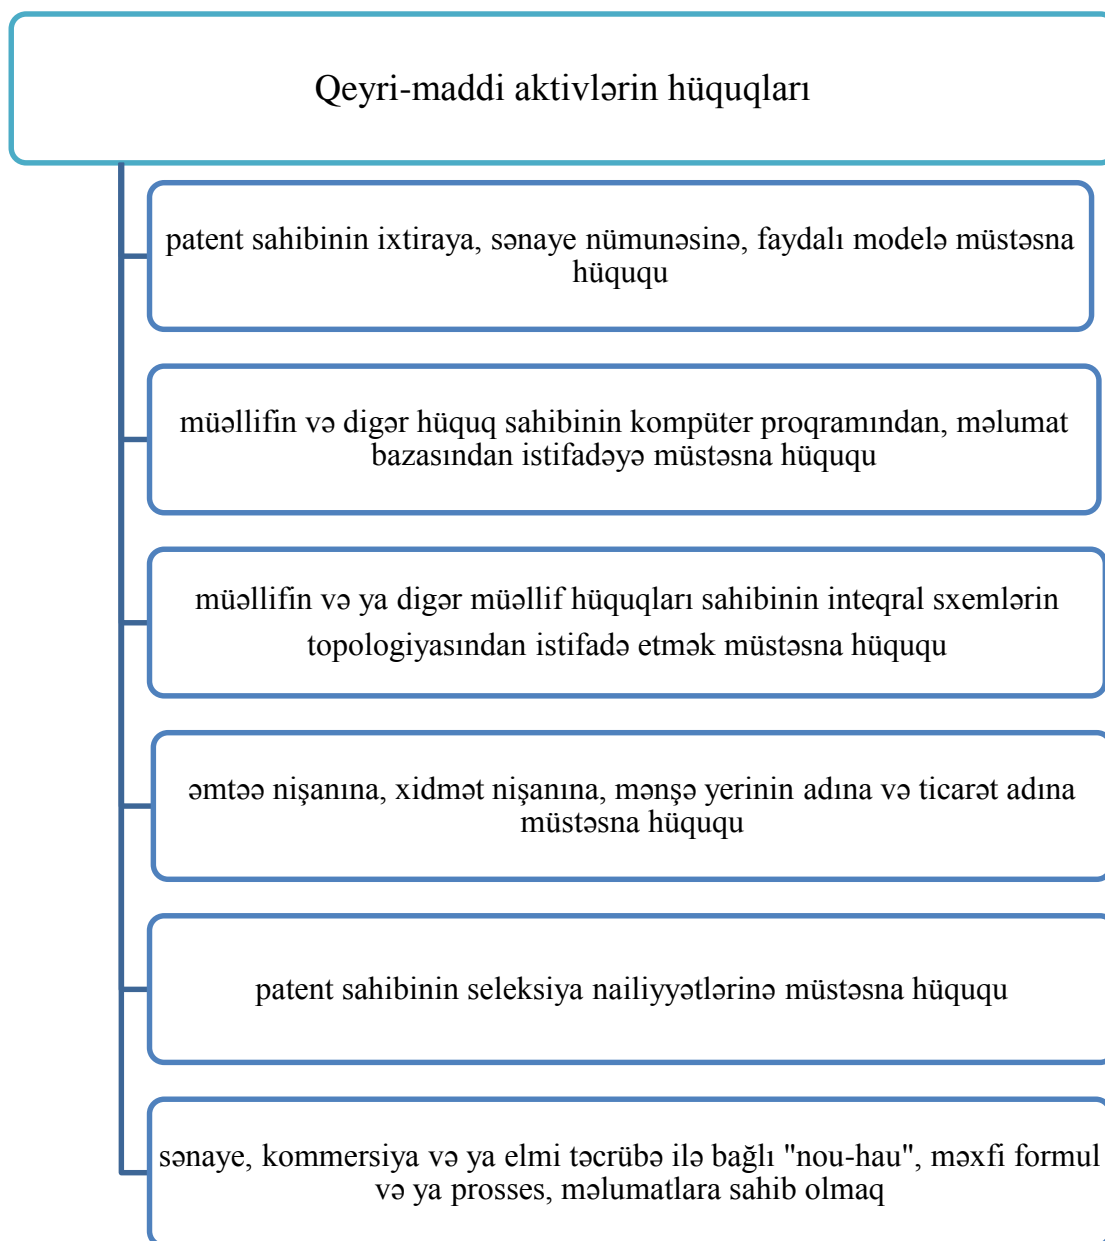 Qeyri-maddi aktivlərin hüquqları
patent sahibinin ixtiraya, sənaye nümunəsinə, faydalı modelə müstəsna
hüququ
müəllifin və digər hüquq sahibinin kompüter proqramından, məlumat
bazasından istifadəyə müstəsna hüququ
müəllifin və ya digər müəllif hüquqları sahibinin inteqral sxemlərin
topologiyasından istifadə etmək müstəsna hüququ
əmtəə nişanına, xidmət nişanına, mənşə yerinin adına və ticarət adına
müstəsna hüququ
patent sahibinin seleksiya nailiyyətlərinə müstəsna hüququ
sənaye, kommersiya və ya elmi təcrübə ilə bağlı "nou-hau", məxfi formul
və ya prosses, məlumatlara sahib olmaq